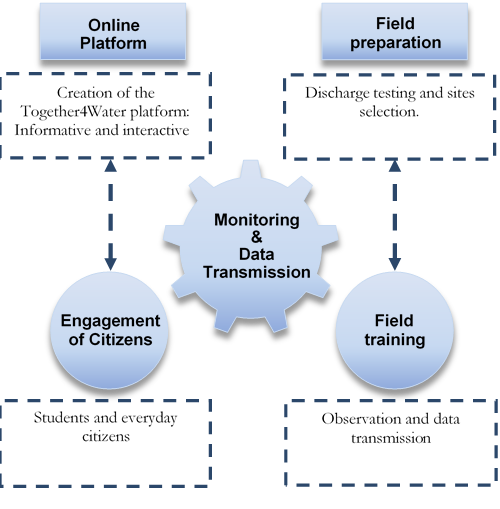 Online
Platform
Field
preparation
Creation of the
Together4Water platform:
Informative and interactive
Discharge testing and sites
selection.
Monitoring
&
Data
Transmission
Engagement
of Citizens
Field
training
Students and everyday
citizens
Observation and data
transmission